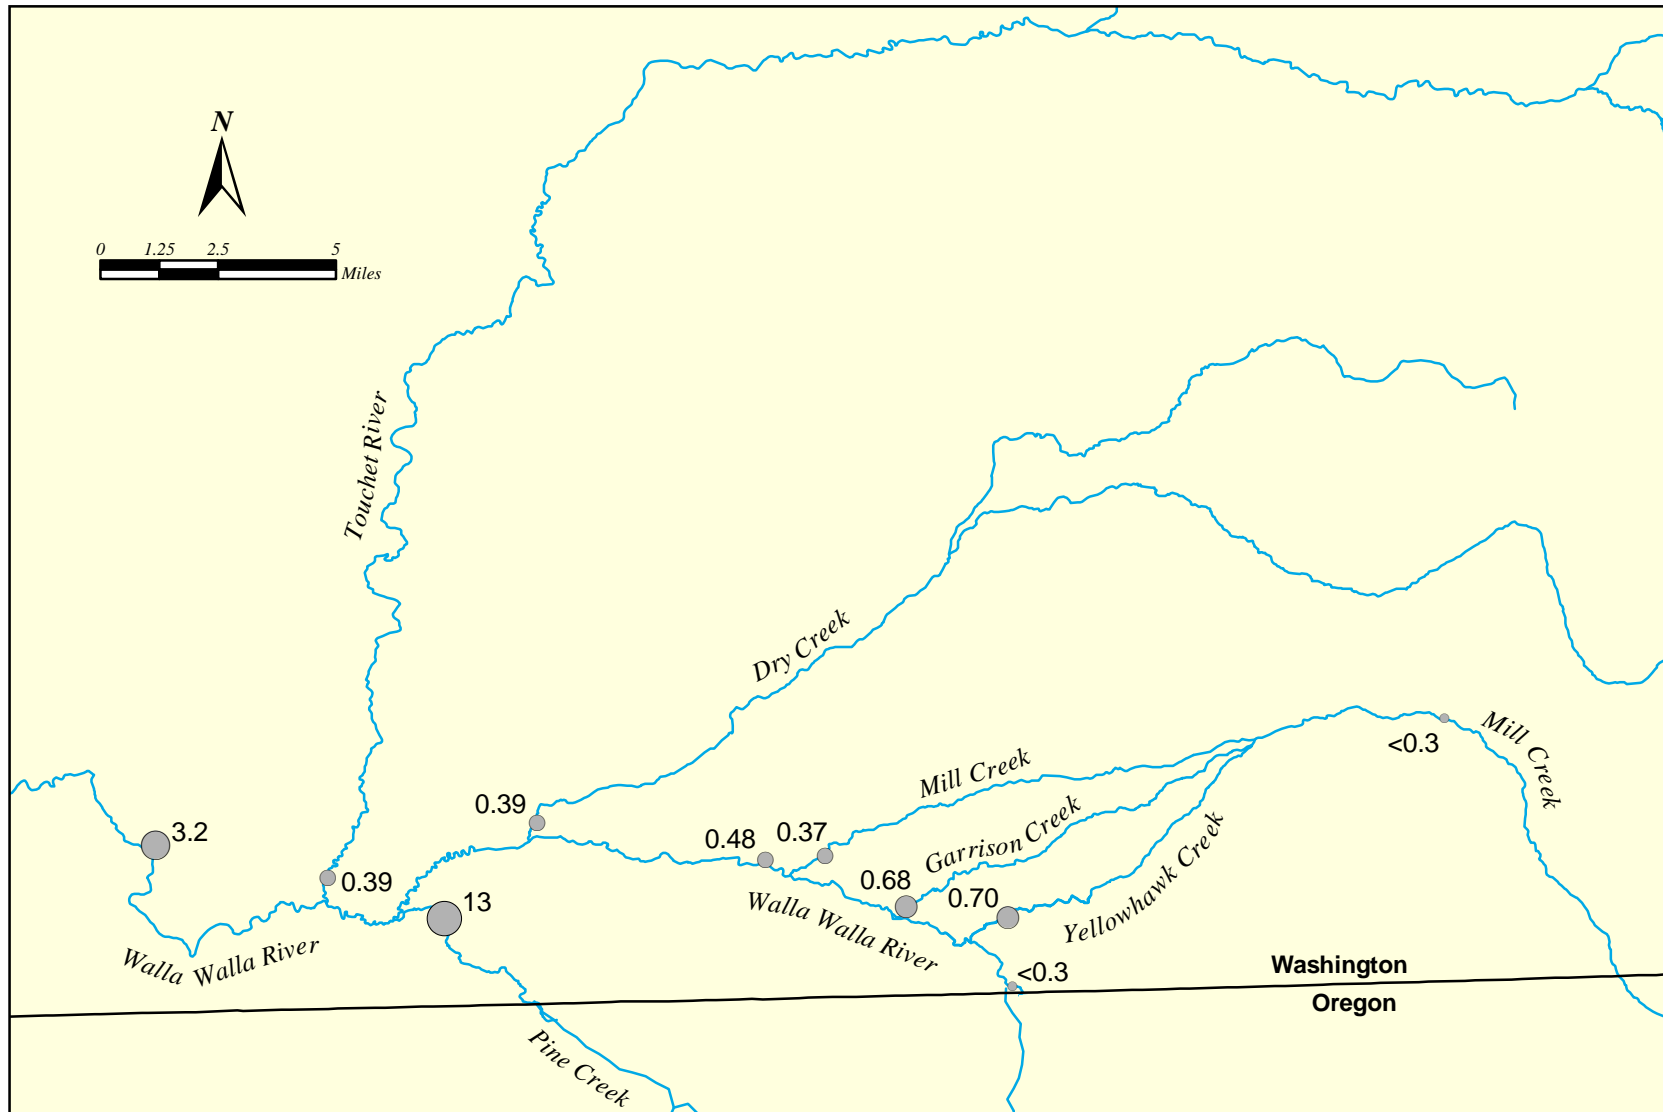 N
0 1.25 2.5 5
Miles
Touchet River
Dry Creek
Mill Creek
<0.3
Mill Creek
0.39
Garrison Creek
0.48
0.37
Yellowhawk Creek
3.2
0.39
0.68
0.70
13
Walla Walla River
Walla Walla River
<0.3
Washington
Oregon
Pine Creek